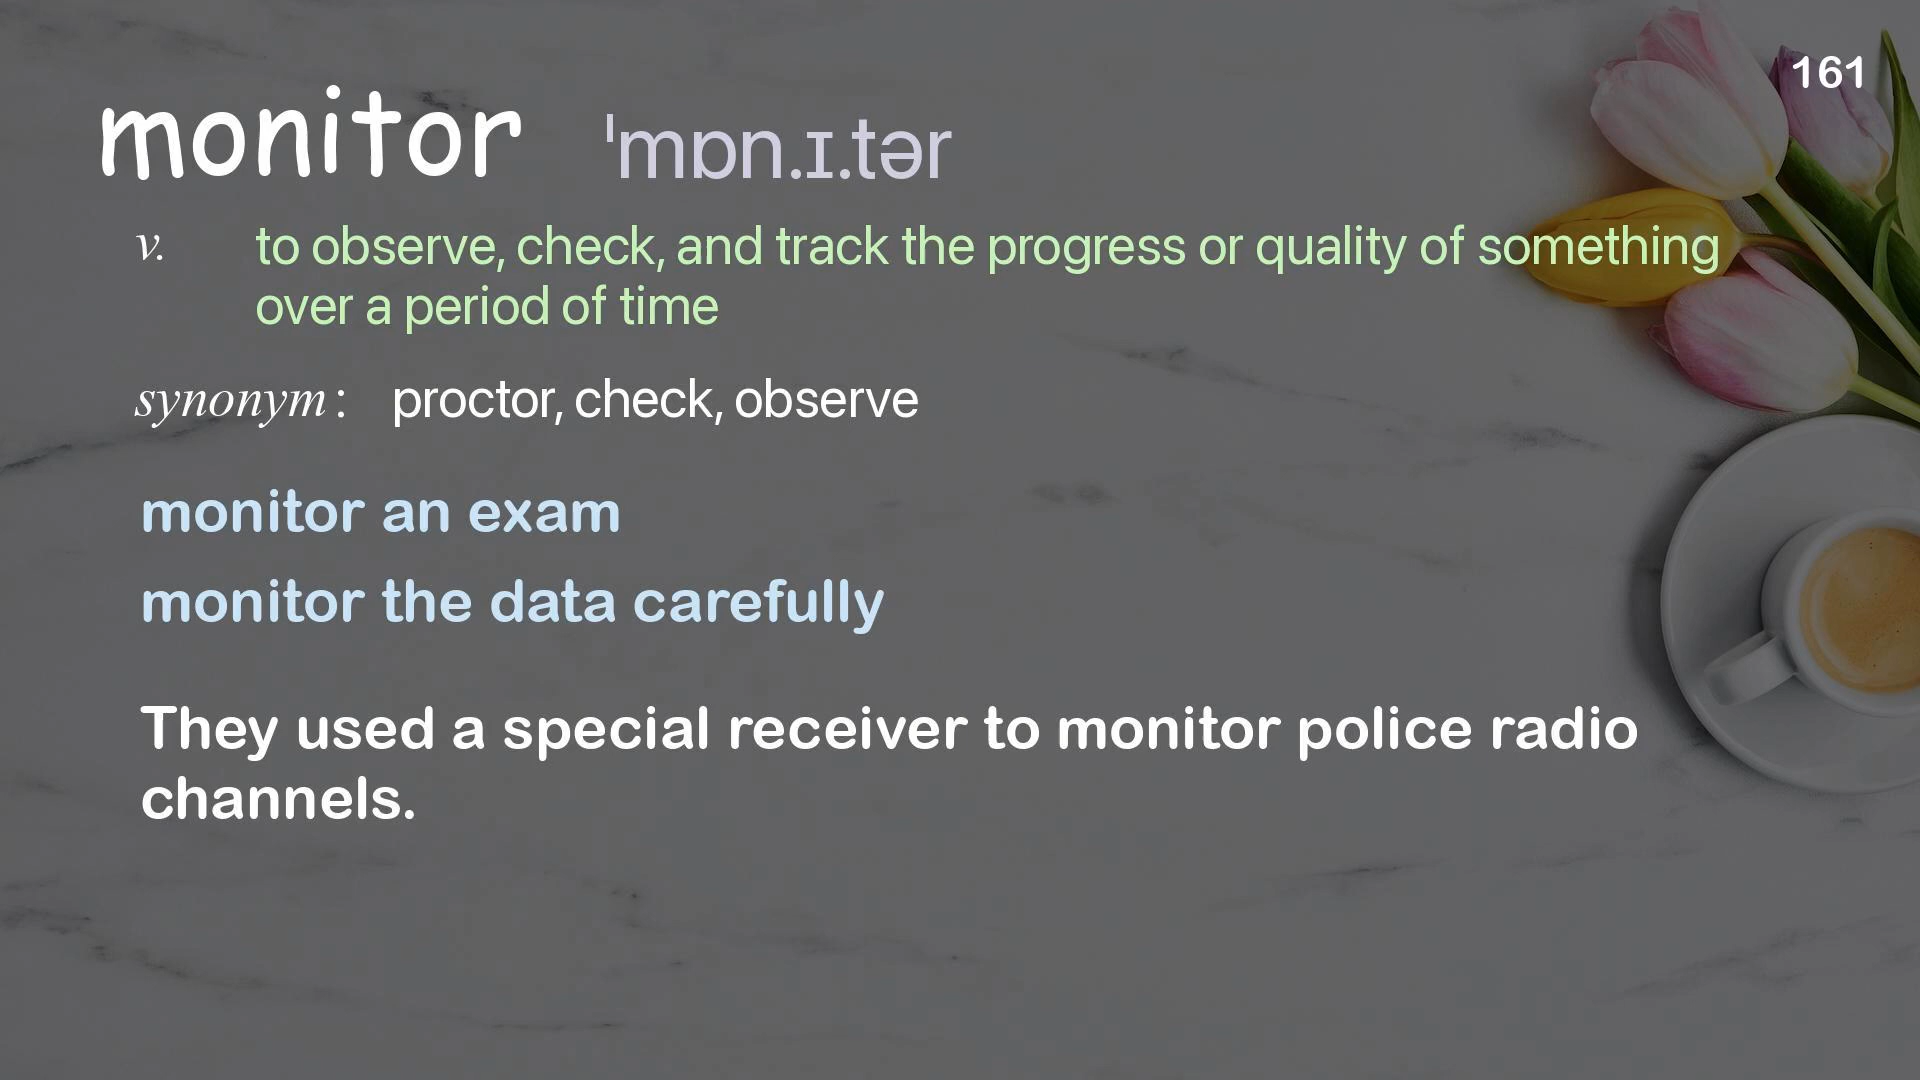 161
monitor ˈmɒn.ɪ.tər
v. to observe, check, and track the progress or quality of something
over a period of time
synonym : proctor, check, observe
monitor an exam
monitor the data carefully
They used a special receiver to monitor police radio
channels.